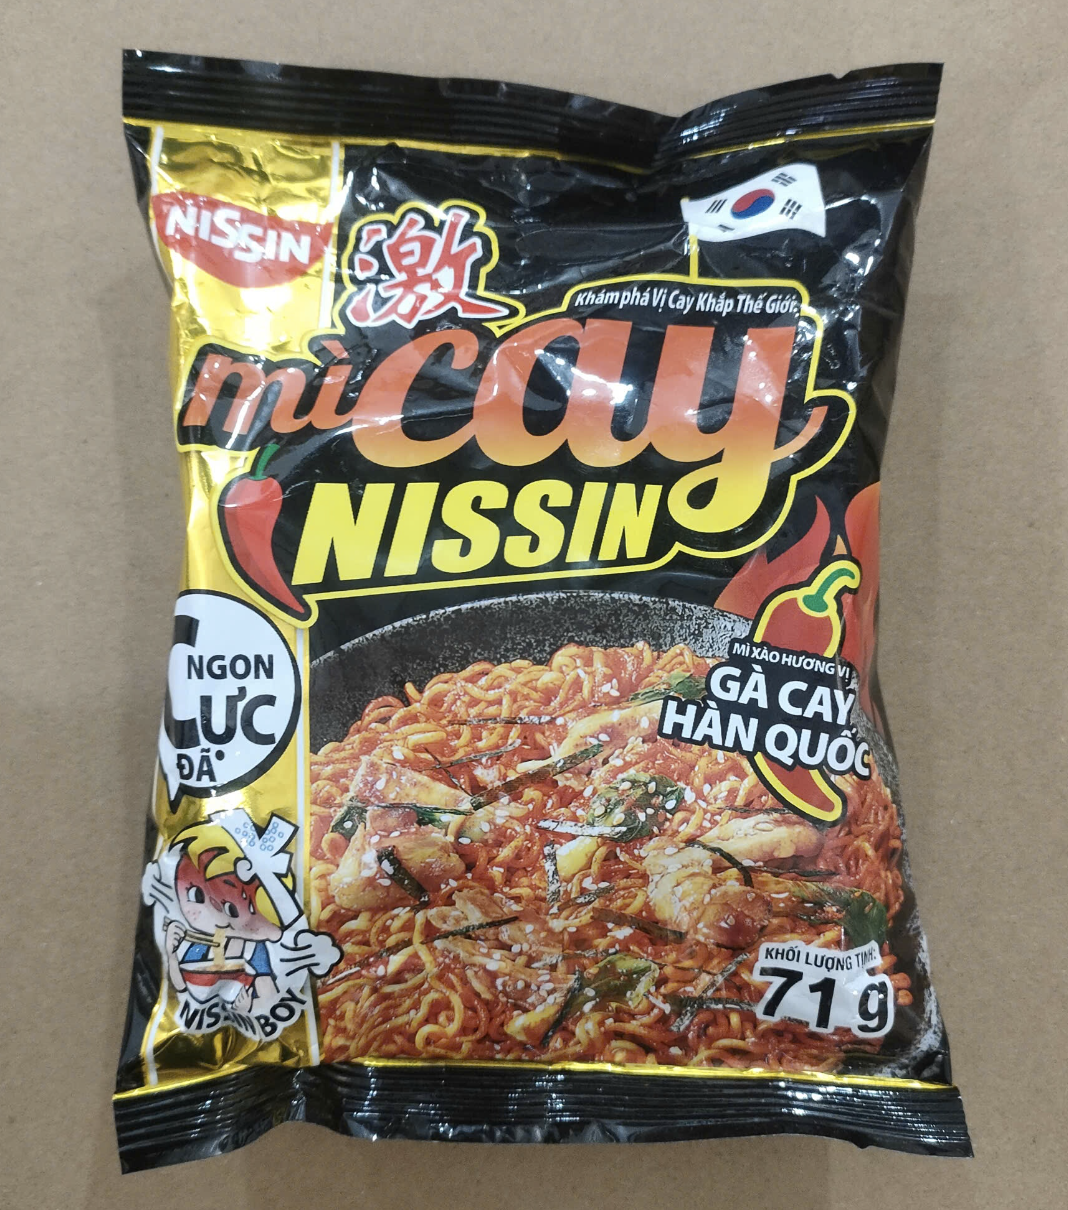 NISSIN
激
Khám phá Vị Cay Khắp Thế Giới
mì cay
NISSIN
NGON
CỰC
ĐÃ
MÌ XÀO HƯƠNG VỊ
GÀ CAY
HÀN QUỐC
NISSIN BOY
KHỐI LƯỢNG TỊNH:
71 g